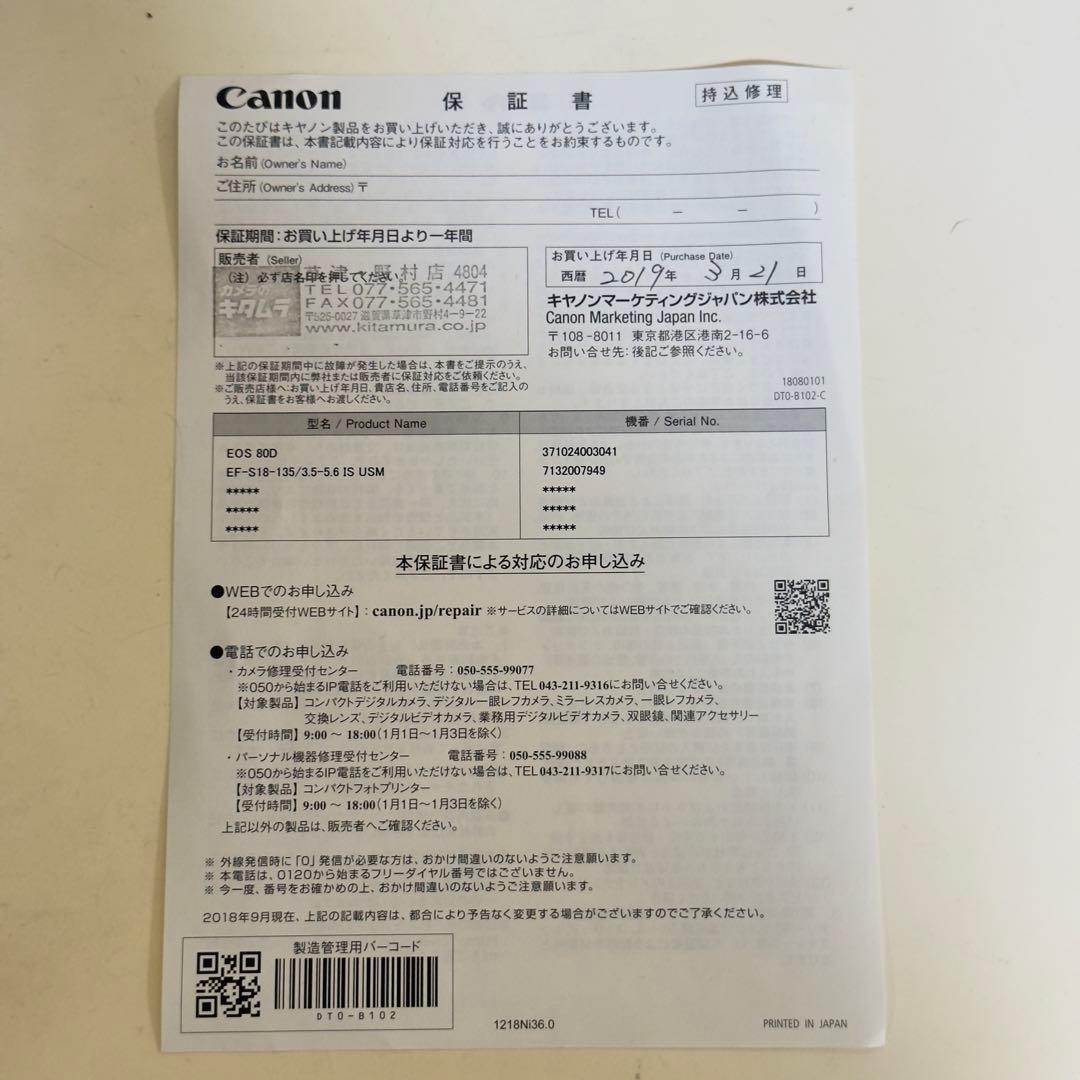 Canon 保証書 持込修理
このたびはキヤノン製品をお買い上げいただき、誠にありがとうございます。
この保証書は、本書記載内容により保証対応を行うことをお約束するものです。
お名前 (Owner's Name)
ご住所 (Owner's Address) 〒
TEL ( － － )
保証期間：お買い上げ年月日より一年間
販売者 (Seller)
（注）必ず店名印を押してください。
カメラの
キタムラ
草津・野村店 4804
TEL 077-565-4471
FAX 077-565-4481
〒525-0027 滋賀県草津市野村4-9-22
www.kitamura.co.jp
お買い上げ年月日 (Purchase Date)
西暦 2019年 3月 21日
キヤノンマーケティングジャパン株式会社
Canon Marketing Japan Inc.
〒108-8011 東京都港区港南2-16-6
お問い合せ先：後記ご参照ください。
※上記の保証期間中に故障が発生した場合は、本書をご提示のうえ、
当該保証期間内に弊社または販売者に保証対応をご依頼ください。
※ご販売店様へ：お買い上げ年月日、貴店名、住所、電話番号をご記入の
うえ、保証書をお客様へお渡しください。
18080101
DT0-B102-C
型名 / Product Name 機番 / Serial No.
EOS 80D 371024003041
EF-S18-135/3.5-5.6 IS USM 7132007949
***** *****
***** *****
***** *****
本保証書による対応のお申し込み
●WEBでのお申し込み
【24時間受付WEBサイト】：canon.jp/repair ※サービスの詳細についてはWEBサイトでご確認ください。
●電話でのお申し込み
・カメラ修理受付センター 電話番号：050-555-99077
※050から始まるIP電話をご利用いただけない場合は、TEL043-211-9316にお問い合せください。
【対象製品】コンパクトデジタルカメラ、デジタル一眼レフカメラ、ミラーレスカメラ、一眼レフカメラ、
交換レンズ、デジタルビデオカメラ、業務用デジタルビデオカメラ、双眼鏡、関連アクセサリー
【受付時間】9:00 ～ 18:00（1月1日～1月3日を除く）
・パーソナル機器修理受付センター 電話番号：050-555-99088
※050から始まるIP電話をご利用いただけない場合は、TEL043-211-9317にお問い合せください。
【対象製品】コンパクトフォトプリンター
【受付時間】9:00 ～ 18:00（1月1日～1月3日を除く）
上記以外の製品は、販売者へご確認ください。
※ 外線発信時に「0」発信が必要な方は、おかけ間違いのないようご注意願います。
※ 本電話は、0120から始まるフリーダイヤル番号ではございません。
※ 今一度、番号をお確かめの上、おかけ間違いのないようご注意願います。
2018年9月現在、上記の記載内容は、都合により予告なく変更する場合がございますのでご了承ください。
製造管理用バーコード
DT0-B102
1218Ni36.0
PRINTED IN JAPAN